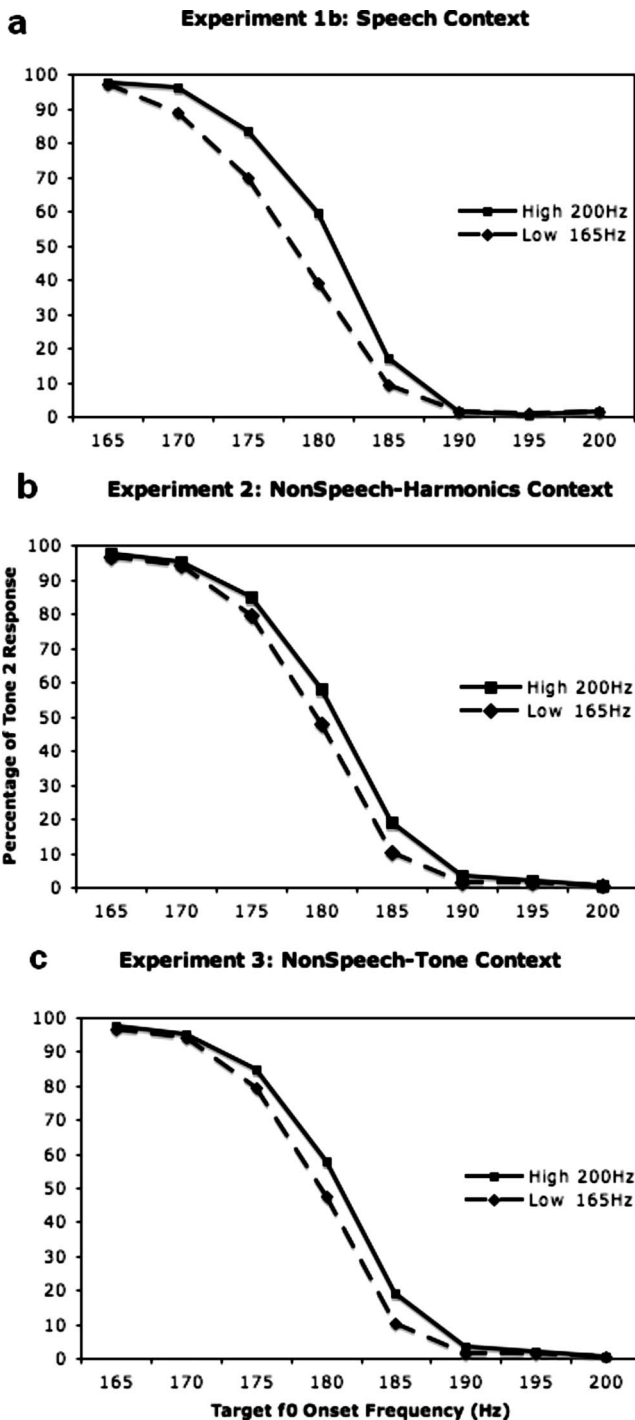 a
Experiment 1b: Speech Context
100
90
80
70
60
50
40
30
20
10
0
High 200Hz
Low 165Hz
165 170 175 180 185 190 195 200
b
Experiment 2: NonSpeech-Harmonics Context
Percentage of Tone 2 Response
100
90
80
70
60
50
40
30
20
10
0
High 200Hz
Low 165Hz
165 170 175 180 185 190 195 200
c
Experiment 3: NonSpeech-Tone Context
100
90
80
70
60
50
40
30
20
10
0
High 200Hz
Low 165Hz
165 170 175 180 185 190 195 200
Target f0 Onset Frequency (Hz)